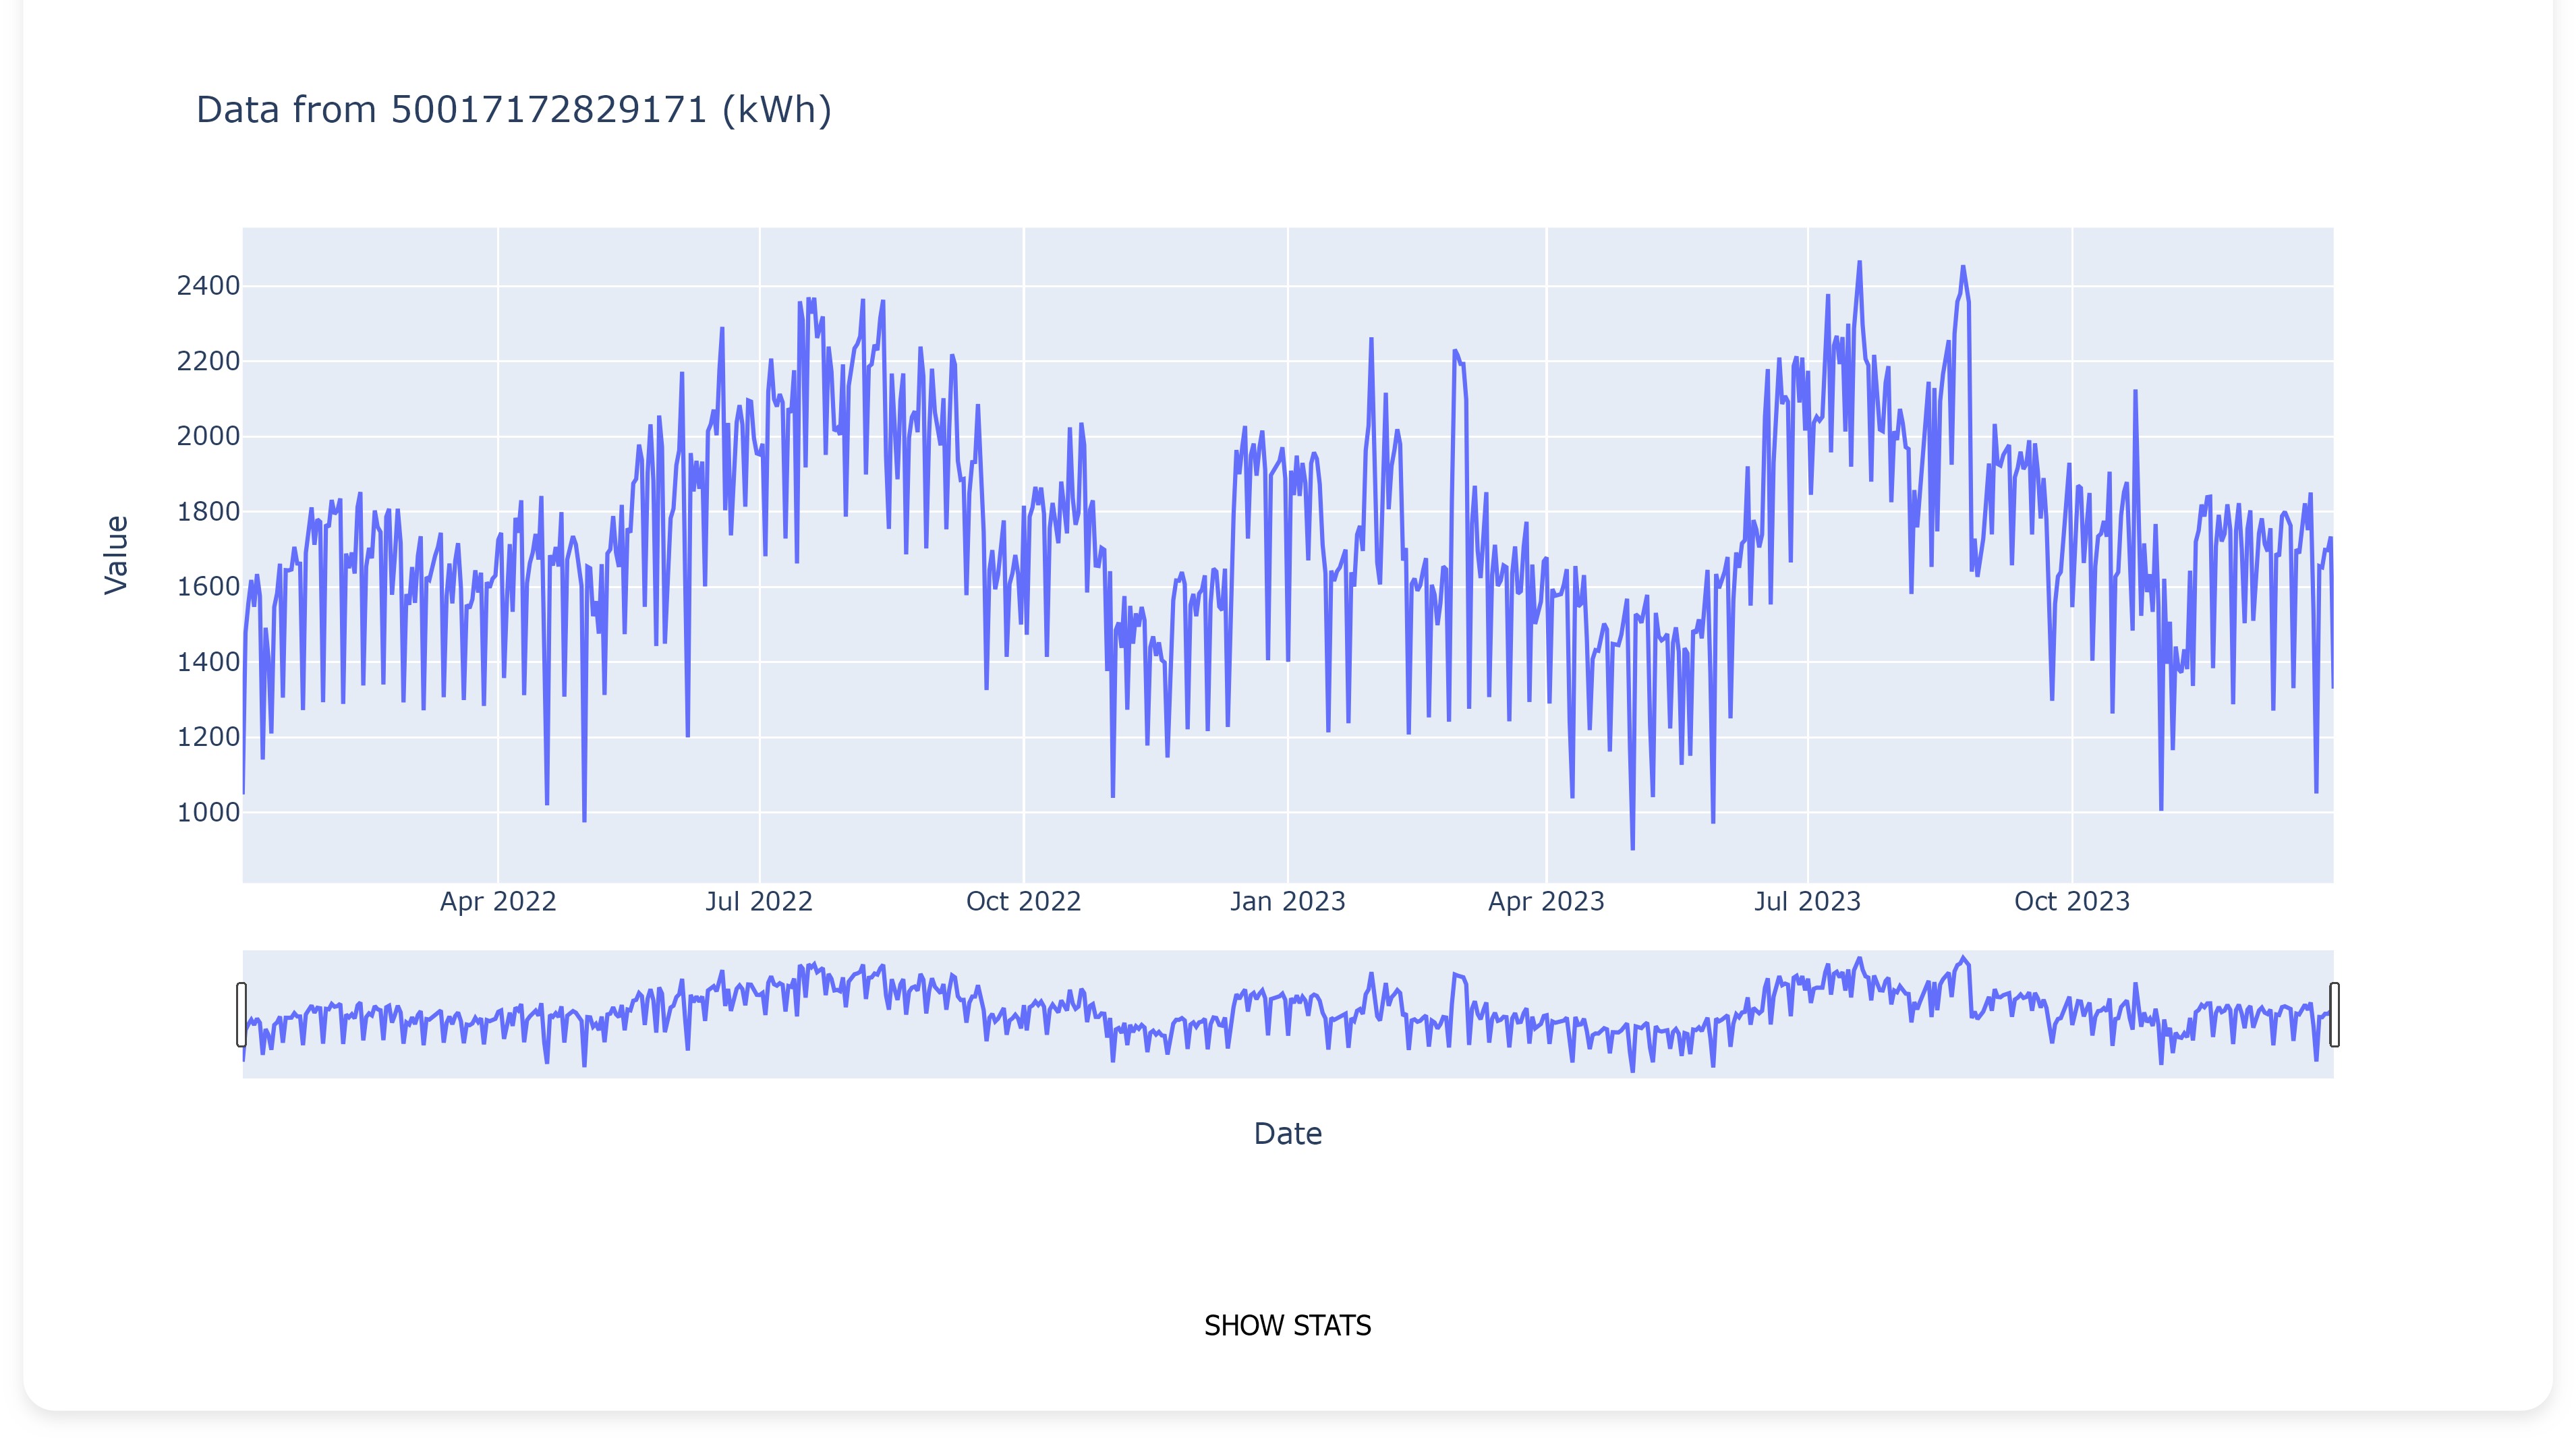 Data from 50017172829171 (kWh)
2400
2200
2000
1800
1600
1400
1200
1000
Value
Apr 2022
Jul 2022
Oct 2022
Jan 2023
Apr 2023
Jul 2023
Oct 2023
Date
SHOW STATS